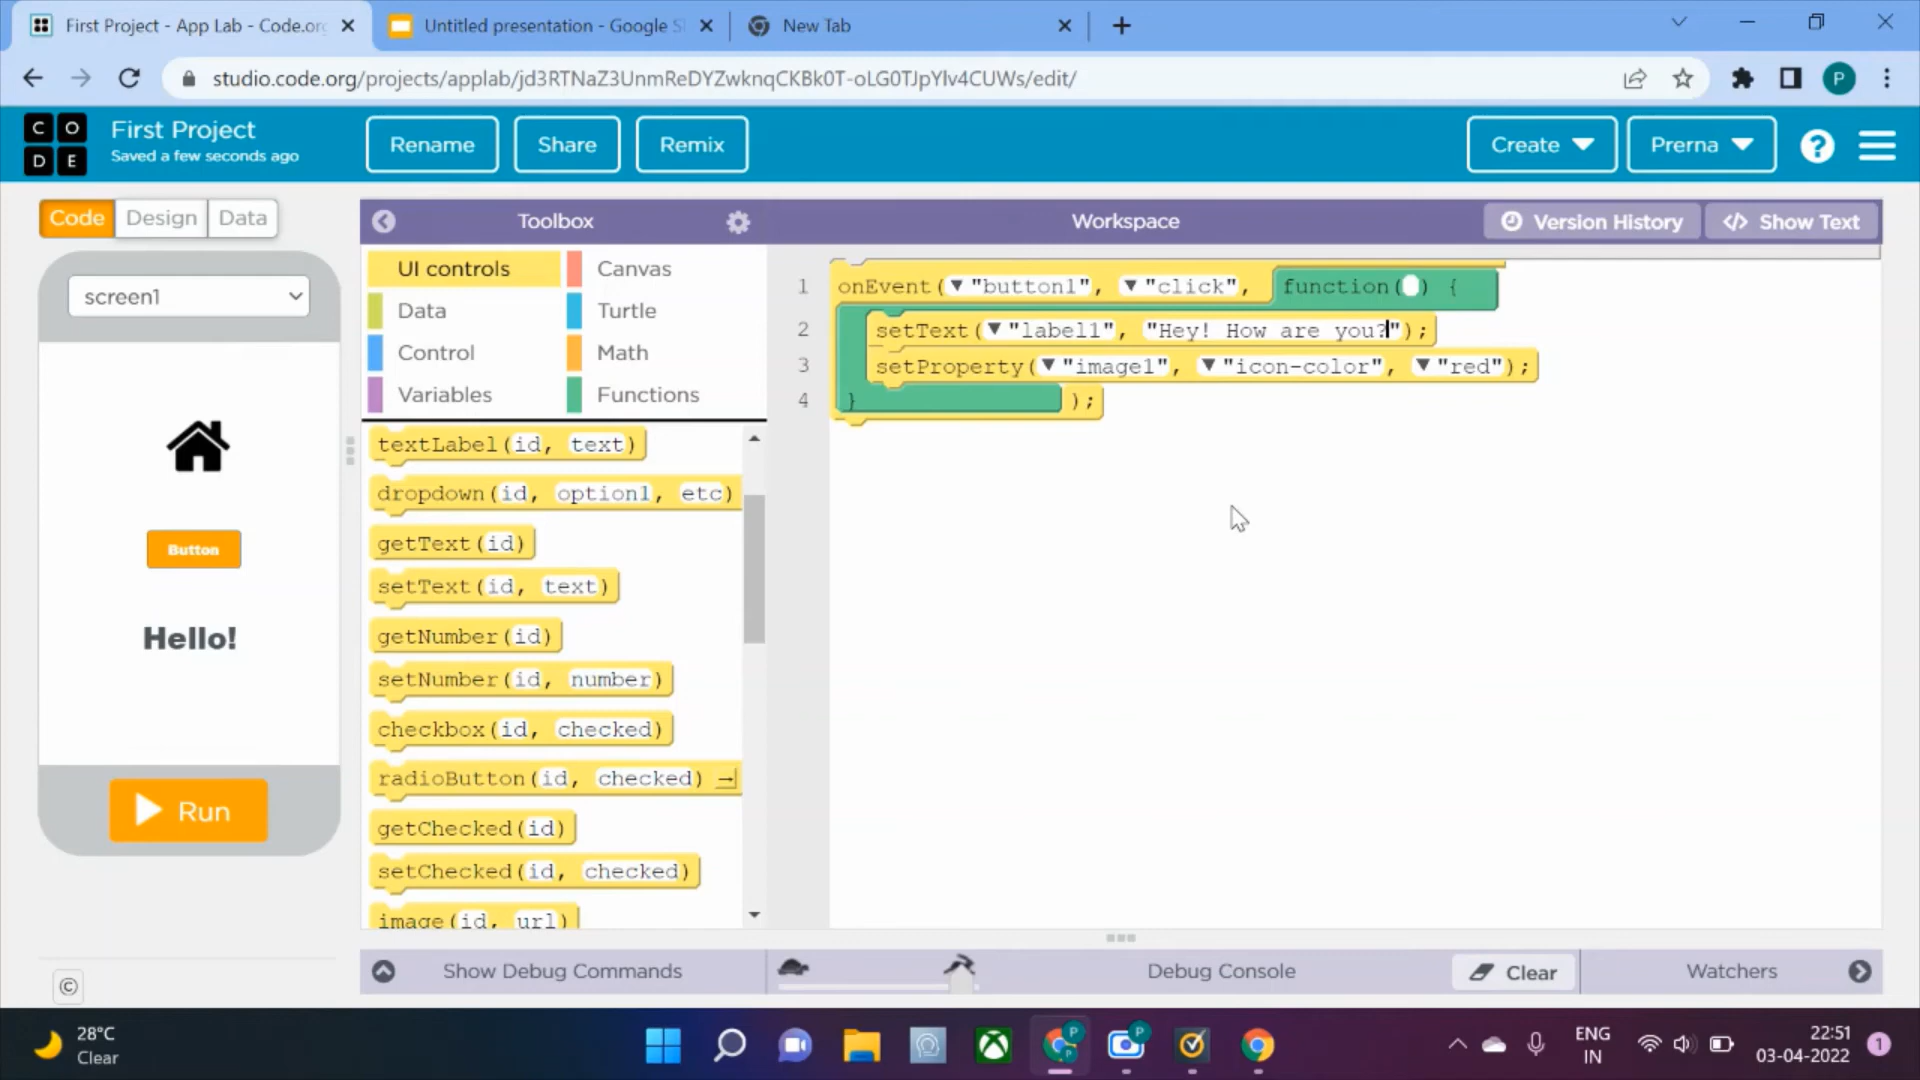 First Project - App Lab - Code.org
Untitled presentation - Google S
New Tab
studio.code.org/projects/applab/jd3RTNaZ3UnmReDYZwknqCKBk0T-oLG0TJpYlv4CUWs/edit/
P
C O D E
First Project
Saved a few seconds ago
Rename
Share
Remix
Create
Prerna
?
Code
Design
Data
Toolbox
Workspace
Version History
</> Show Text
screen1
Button
Hello!
Run
UI controls
Canvas
Data
Turtle
Control
Math
Variables
Functions
textLabel(id, text)
dropdown(id, option1, etc)
getText(id)
setText(id, text)
getNumber(id)
setNumber(id, number)
checkbox(id, checked)
radioButton(id, checked)
getChecked(id)
setChecked(id, checked)
image(id, url)
1 onEvent("button1", "click", function() {
2 setText("label1", "Hey! How are you?");
3 setProperty("image1", "icon-color", "red");
4 } );
©
Show Debug Commands
Debug Console
Clear
Watchers
28°C
Clear
P
P
P
ENG
IN
22:51
03-04-2022
1